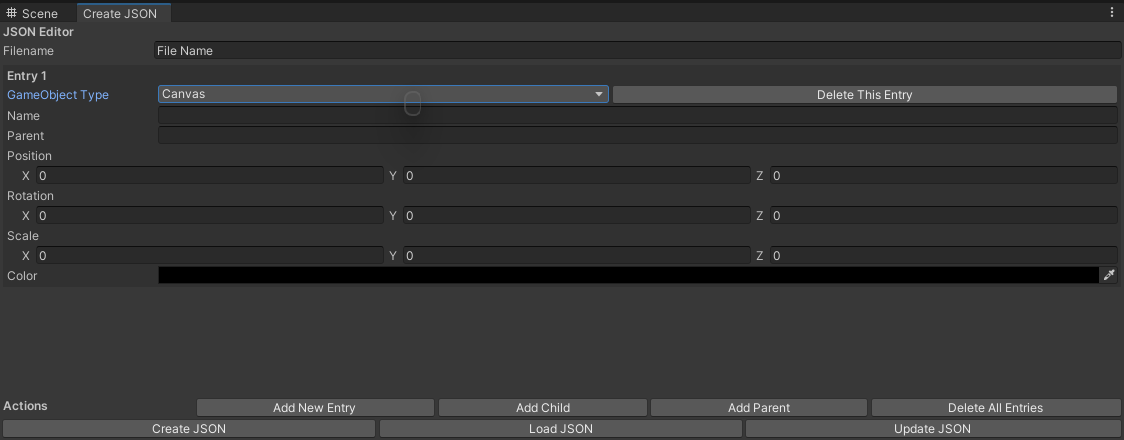 Scene Create JSON
JSON Editor
Filename File Name
Entry 1
GameObject Type Canvas Delete This Entry
Name
Parent
Position
X 0 Y 0 Z 0
Rotation
X 0 Y 0 Z 0
Scale
X 0 Y 0 Z 0
Color
Actions Add New Entry Add Child Add Parent Delete All Entries
Create JSON Load JSON Update JSON